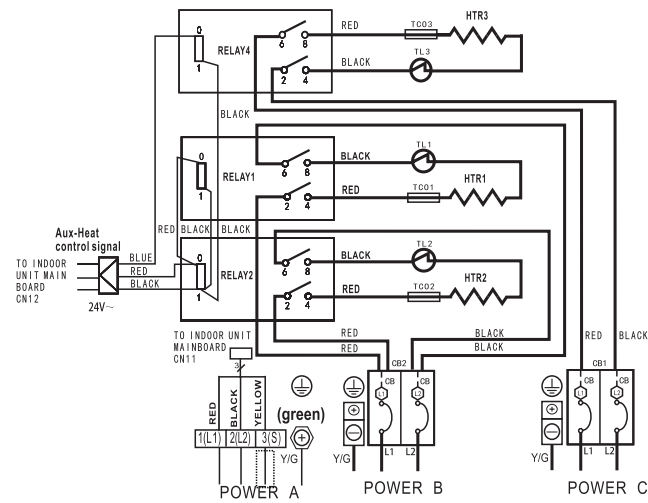 RED
TCO3
HTR3
0
RELAY4
6 8
BLACK
TL3
1
2 4
BLACK
0
RELAY1
6 8
BLACK
TL1
1
2 4
RED
TCO1
HTR1
RED BLACK BLACK
Aux-Heat
control signal
TO INDOOR
UNIT MAIN
BOARD
CN12
BLUE
RED
BLACK
24V~
0
RELAY2
6 8
BLACK
TL2
HTR2
1
2 4
RED
TCO2
TO INDOOR UNIT
MAINBOARD
CN11
3
RED
RED
BLACK
BLACK
RED
BLACK
CB2
CB1
CB CB
CB CB
L1 L2
L1 L2
RED
BLACK
YELLOW
(green)
1(L1) 2(L2) 3(S)
Y/G
Y/G
L1 L2
Y/G
L1 L2
POWER A
POWER B
POWER C